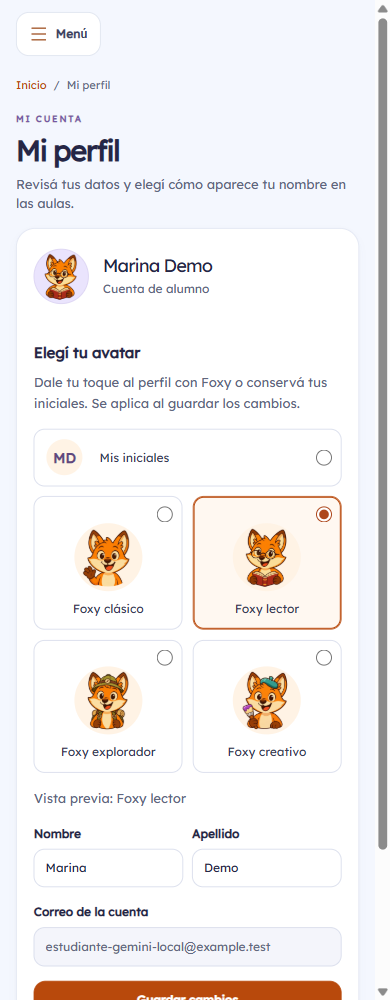 Menú
Inicio / Mi perfil
MI CUENTA
Mi perfil
Revisá tus datos y elegí cómo aparece tu nombre en
las aulas.
Marina Demo
Cuenta de alumno
Elegí tu avatar
Dale tu toque al perfil con Foxy o conservá tus
iniciales. Se aplica al guardar los cambios.
MD Mis iniciales
Foxy clásico Foxy lector
Foxy explorador Foxy creativo
Vista previa: Foxy lector
Nombre Apellido
Marina Demo
Correo de la cuenta
estudiante-gemini-local@example.test
Guardar cambios